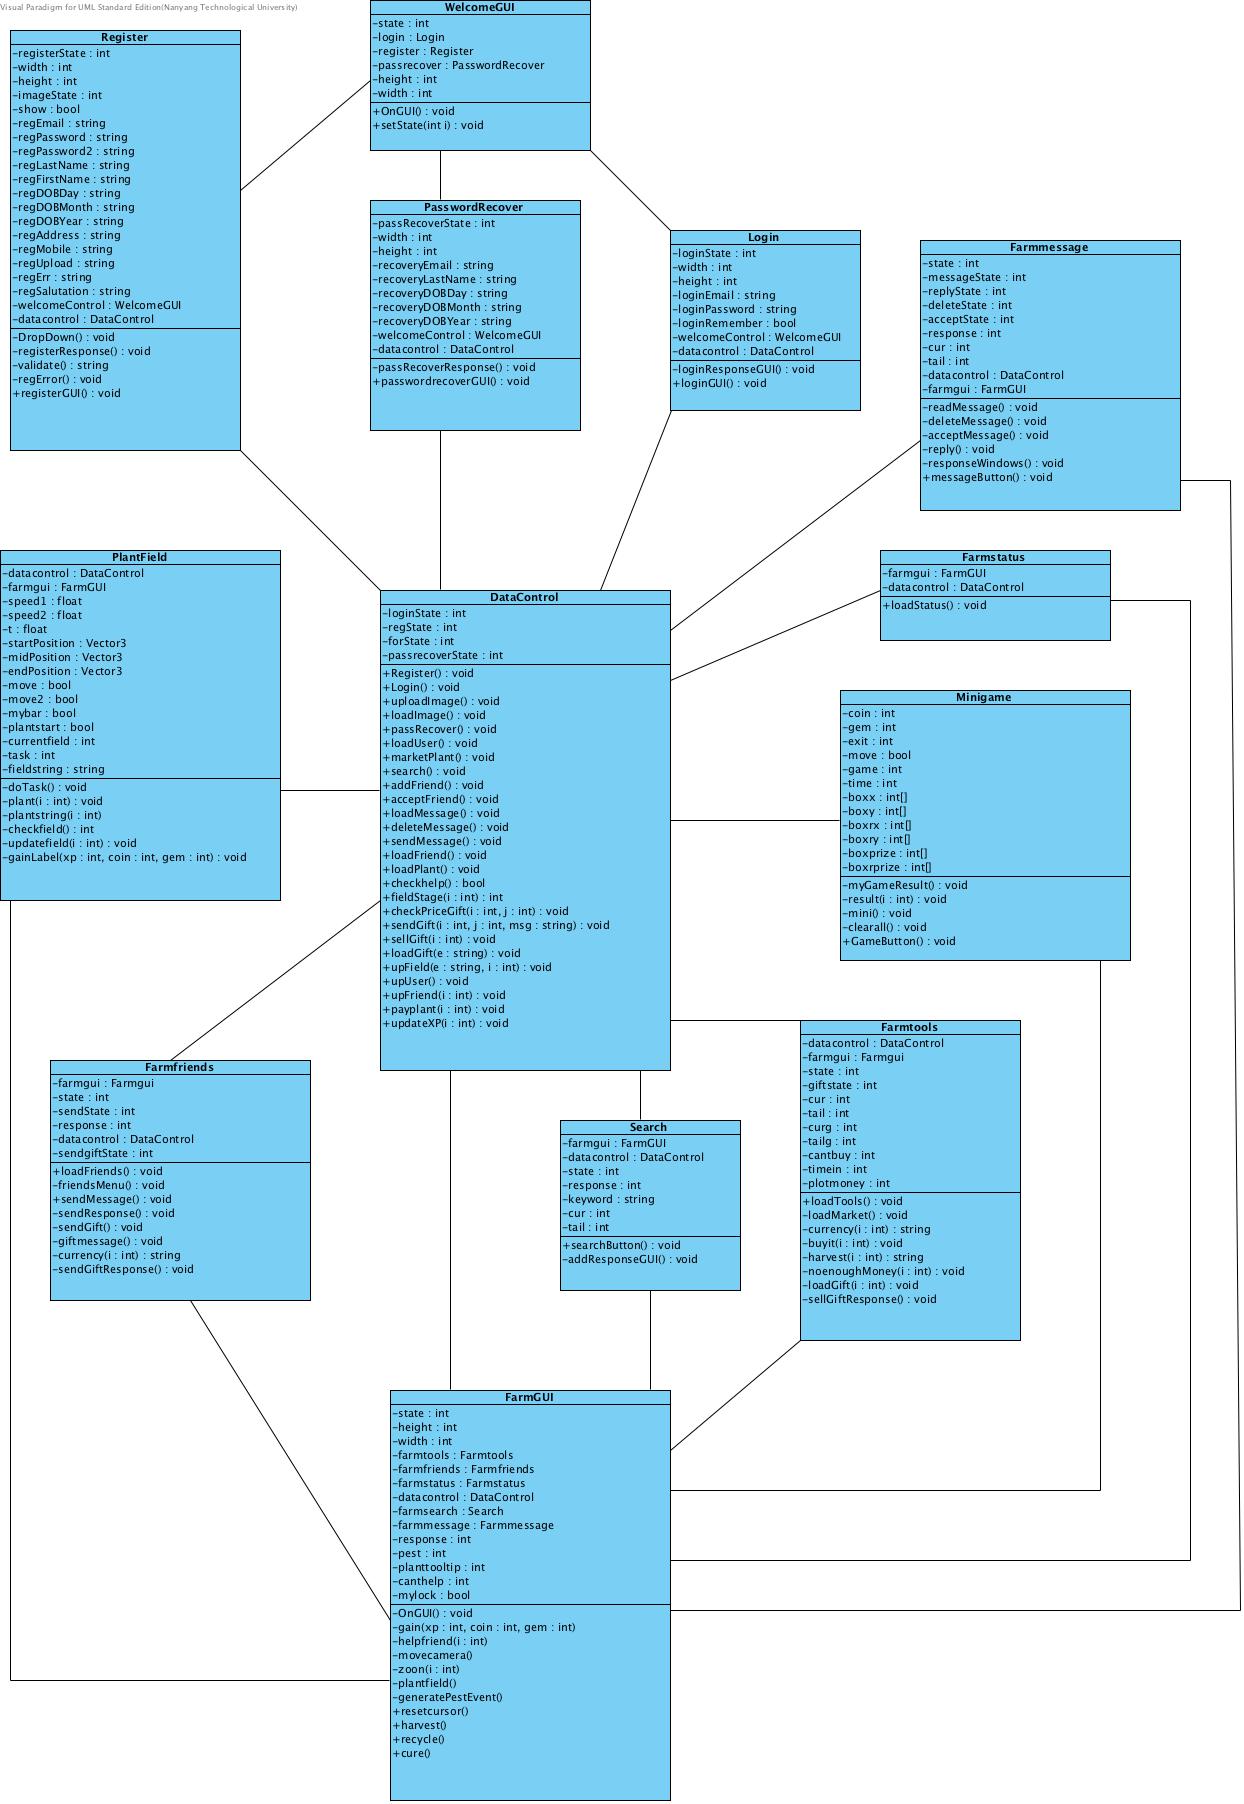 Visual Paradigm for UML Standard Edition(Nanyang Technological University)
WelcomeGUI
-state : int
-login : Login
-register : Register
-passrecover : PasswordRecover
-height : int
-width : int
+OnGUI() : void
+setState(int i) : void
Register
-registerState : int
-width : int
-height : int
-imageState : int
-show : bool
-regEmail : string
-regPassword : string
-regPassword2 : string
-regLastName : string
-regFirstName : string
-regDOBDay : string
-regDOBMonth : string
-regDOBYear : string
-regAddress : string
-regMobile : string
-regUpload : string
-regErr : string
-regSalutation : string
-welcomeControl : WelcomeGUI
-datacontrol : DataControl
-DropDown() : void
-registerResponse() : void
-validate() : string
-regError() : void
+registerGUI() : void
PasswordRecover
-passRecoverState : int
-width : int
-height : int
-recoveryEmail : string
-recoveryLastName : string
-recoveryDOBDay : string
-recoveryDOBMonth : string
-recoveryDOBYear : string
-welcomeControl : WelcomeGUI
-datacontrol : DataControl
-passRecoverResponse() : void
+passwordrecoverGUI() : void
Login
-loginState : int
-width : int
-height : int
-loginEmail : string
-loginPassword : string
-loginRemember : bool
-welcomeControl : WelcomeGUI
-datacontrol : DataControl
-loginResponseGUI() : void
+loginGUI() : void
Farmmessage
-state : int
-messageState : int
-replyState : int
-deleteState : int
-acceptState : int
-response : int
-cur : int
-tail : int
-datacontrol : DataControl
-farmgui : FarmGUI
-readMessage() : void
-deleteMessage() : void
-acceptMessage() : void
-reply() : void
-responseWindows() : void
+messageButton() : void
PlantField
-datacontrol : DataControl
-farmgui : FarmGUI
-speed1 : float
-speed2 : float
-t : float
-startPosition : Vector3
-midPosition : Vector3
-endPosition : Vector3
-move : bool
-move2 : bool
-mybar : bool
-plantstart : bool
-currentfield : int
-task : int
-fieldstring : string
-doTask() : void
-plant(i : int) : void
-plantstring(i : int)
-checkfield() : int
-updatefield(i : int) : void
-gainLabel(xp : int, coin : int, gem : int) : void
DataControl
-loginState : int
-regState : int
-forState : int
-passrecoverState : int
+Register() : void
+Login() : void
+uploadImage() : void
+loadImage() : void
+passRecover() : void
+loadUser() : void
+marketPlant() : void
+search() : void
+addFriend() : void
+acceptFriend() : void
+loadMessage() : void
+deleteMessage() : void
+sendMessage() : void
+loadFriend() : void
+loadPlant() : void
+checkhelp() : bool
+fieldStage(i : int) : int
+checkPriceGift(i : int, j : int) : void
+sendGift(i : int, j : int, msg : string) : void
+sellGift(i : int) : void
+loadGift(e : string) : void
+upField(e : string, i : int) : void
+upUser() : void
+upFriend(i : int) : void
+payplant(i : int) : void
+updateXP(i : int) : void
Farmstatus
-farmgui : FarmGUI
-datacontrol : DataControl
+loadStatus() : void
Minigame
-coin : int
-gem : int
-exit : int
-move : bool
-game : int
-time : int
-boxx : int[]
-boxy : int[]
-boxrx : int[]
-boxry : int[]
-boxprize : int[]
-boxrprize : int[]
-myGameResult() : void
-result(i : int) : void
-mini() : void
-clearall() : void
+GameButton() : void
Farmfriends
-farmgui : Farmgui
-state : int
-sendState : int
-response : int
-datacontrol : DataControl
-sendgiftState : int
+loadFriends() : void
-friendsMenu() : void
+sendMessage() : void
-sendResponse() : void
-sendGift() : void
-giftmessage() : void
-currency(i : int) : string
-sendGiftResponse() : void
Search
-farmgui : FarmGUI
-datacontrol : DataControl
-state : int
-response : int
-keyword : string
-cur : int
-tail : int
+searchButton() : void
-addResponseGUI() : void
Farmtools
-datacontrol : DataControl
-farmgui : Farmgui
-state : int
-giftstate : int
-cur : int
-tail : int
-curg : int
-tailg : int
-cantbuy : int
-timein : int
-plotmoney : int
+loadTools() : void
-loadMarket() : void
-currency(i : int) : string
-buyit(i : int) : void
-harvest(i : int) : string
-noenoughMoney(i : int) : void
-loadGift(i : int) : void
-sellGiftResponse() : void
FarmGUI
-state : int
-height : int
-width : int
-farmtools : Farmtools
-farmfriends : Farmfriends
-farmstatus : Farmstatus
-datacontrol : DataControl
-farmsearch : Search
-farmmessage : Farmmessage
-response : int
-pest : int
-planttooltip : int
-canthelp : int
-mylock : bool
-OnGUI() : void
-gain(xp : int, coin : int, gem : int)
-helpfriend(i : int)
-movecamera()
-zoon(i : int)
-plantfield()
-generatePestEvent()
+resetcursor()
+harvest()
+recycle()
+cure()